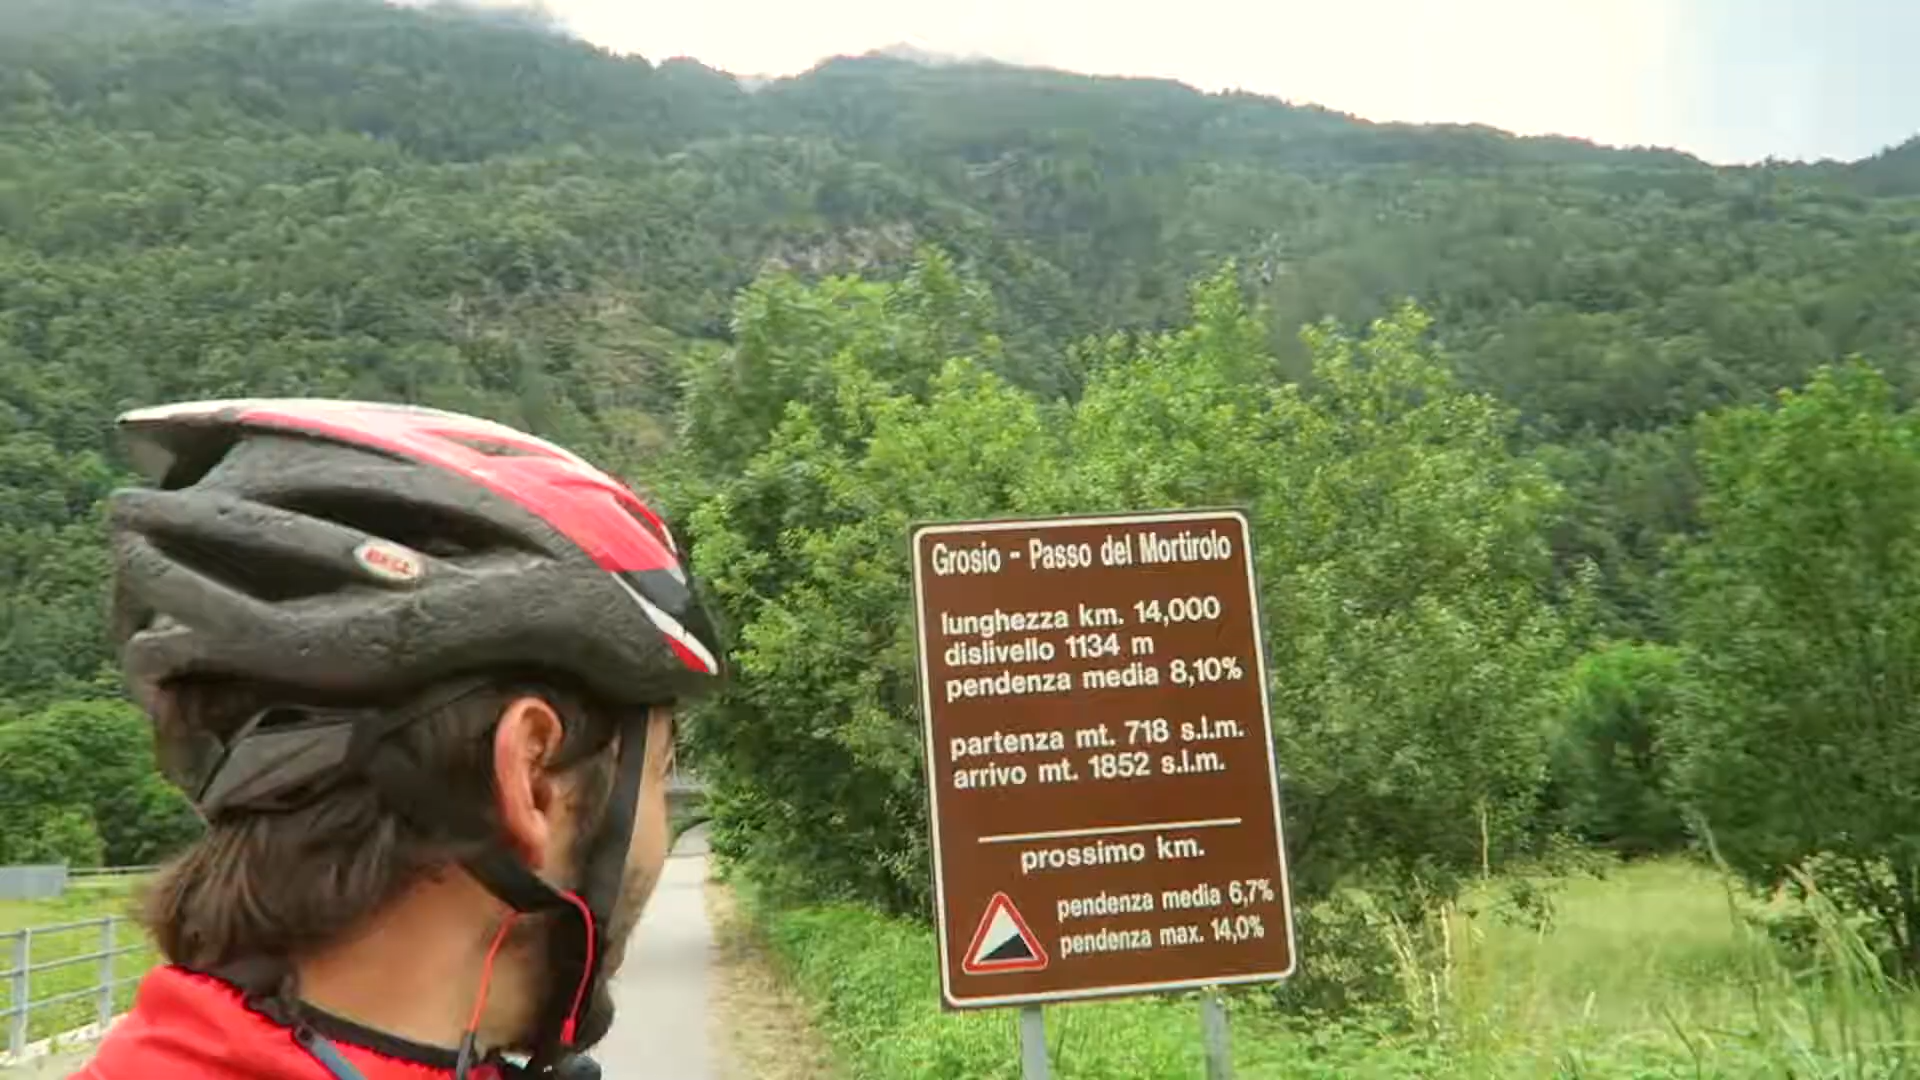 BELL
Grosio - Passo del Mortirolo
lunghezza km. 14,000
dislivello 1134 m
pendenza media 8,10%
partenza mt. 718 s.l.m.
arrivo mt. 1852 s.l.m.
prossimo km.
pendenza media 6,7%
pendenza max. 14,0%